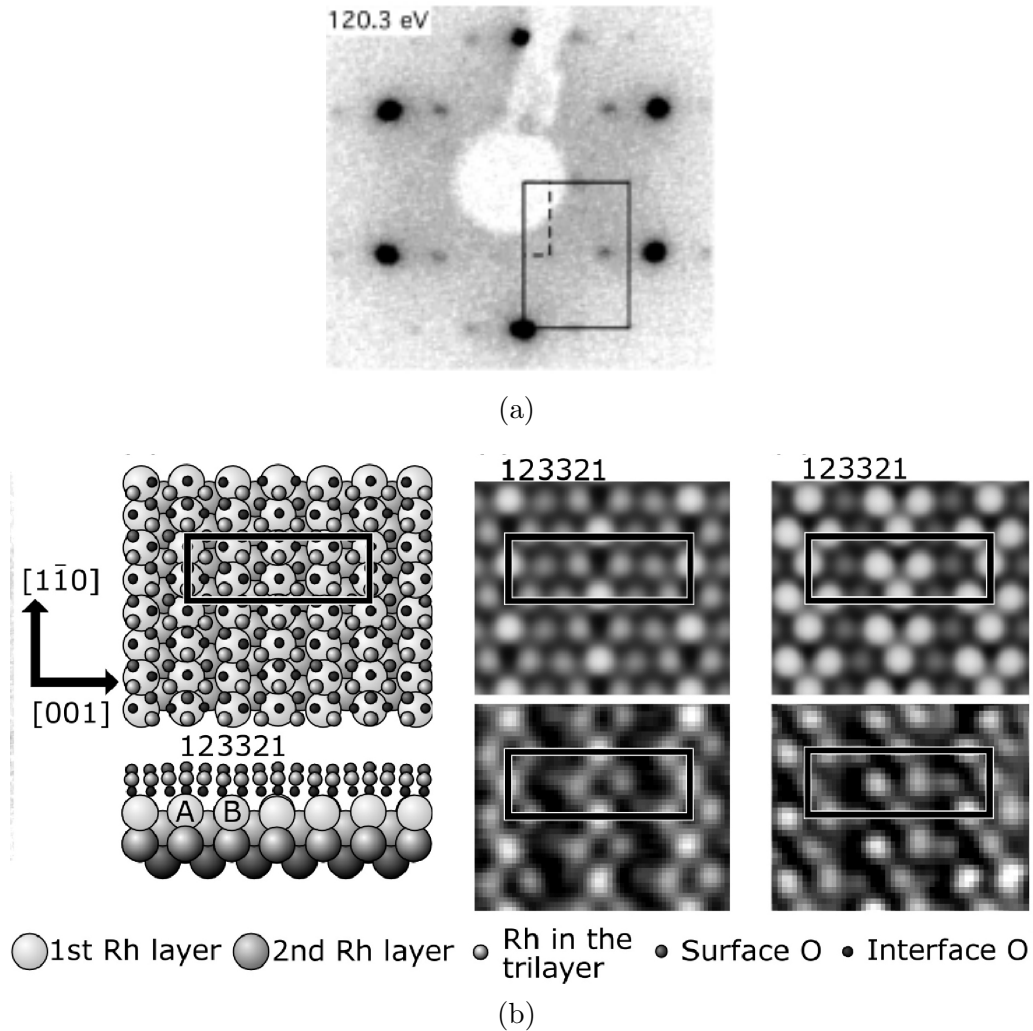 120.3 eV
(a)
123321
123321
[11̄0]
[001]
123321
A B
1st Rh layer
2nd Rh layer
Rh in the
trilayer
Surface O
Interface O
(b)